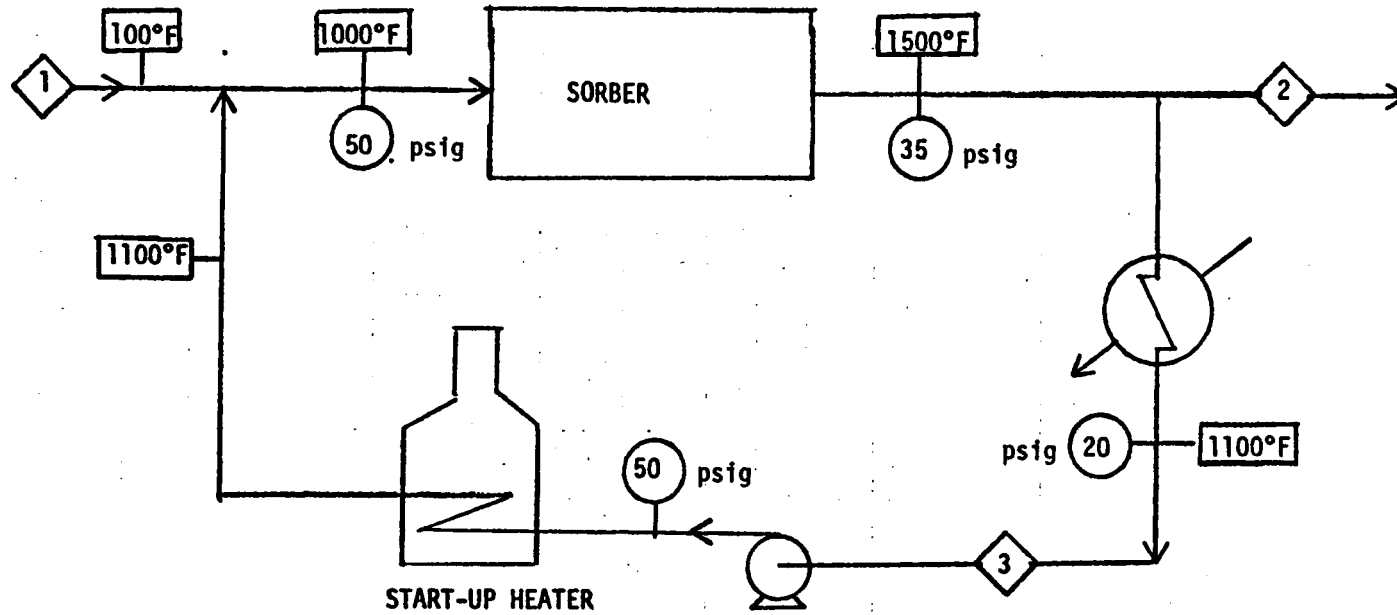 100°F
1000°F
1500°F
1
SORBER
2
50 psig
35 psig
1100°F
psig 20
1100°F
50 psig
3
START-UP HEATER